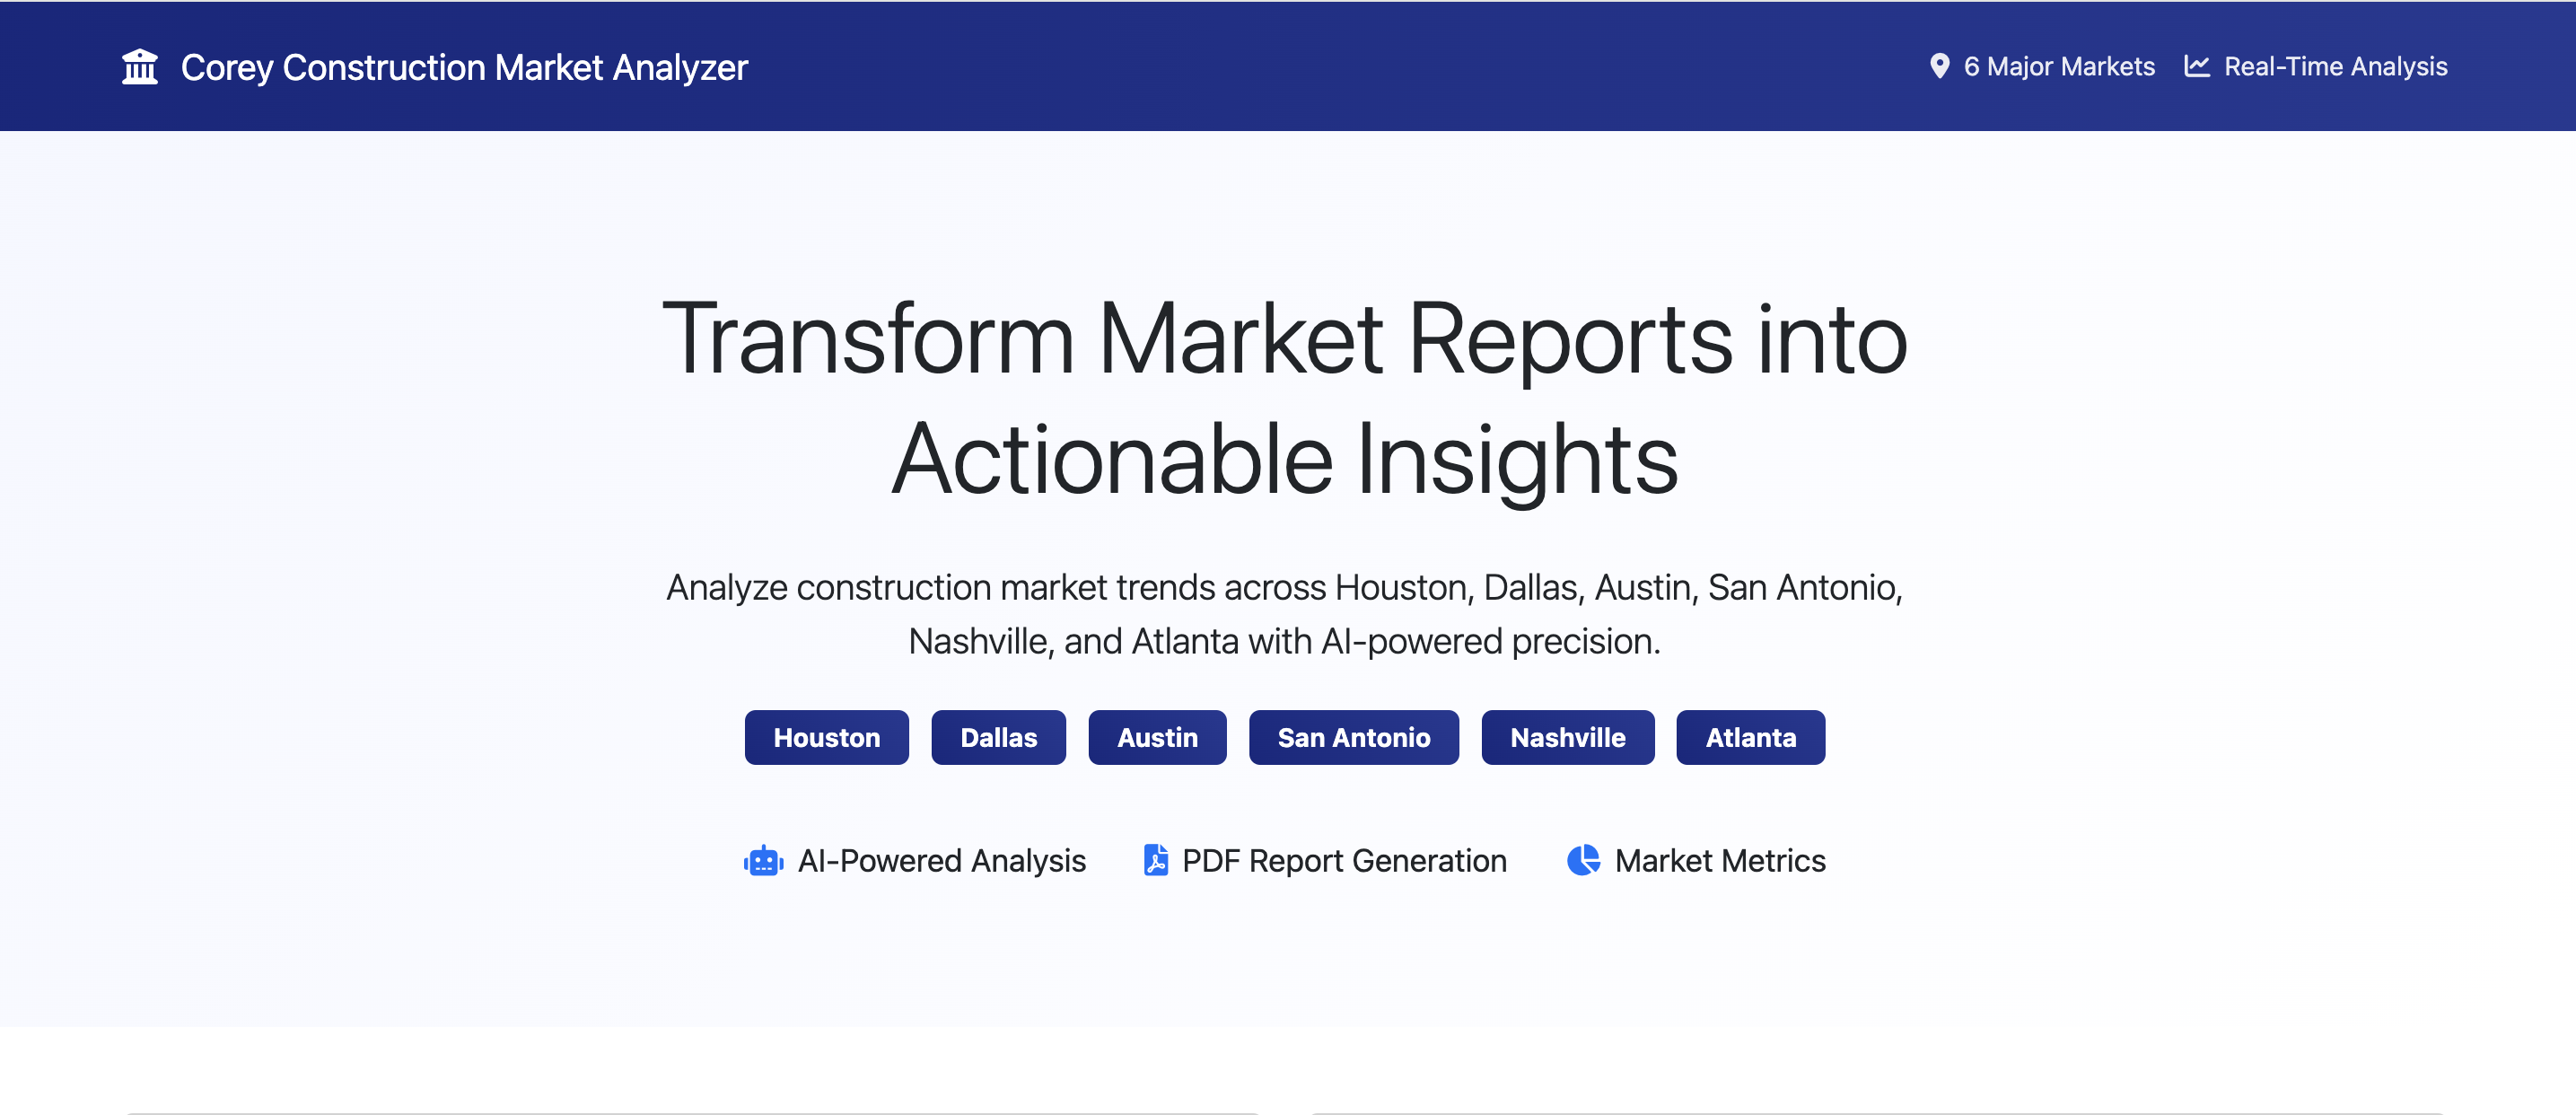 Corey Construction Market Analyzer
6 Major Markets
Real-Time Analysis
Transform Market Reports into
Actionable Insights
Analyze construction market trends across Houston, Dallas, Austin, San Antonio,
Nashville, and Atlanta with AI-powered precision.
Houston
Dallas
Austin
San Antonio
Nashville
Atlanta
AI-Powered Analysis
PDF Report Generation
Market Metrics